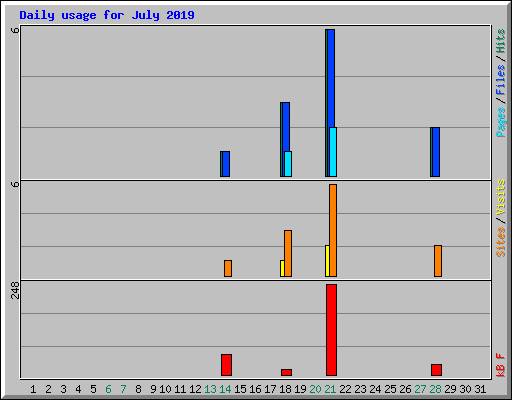 Daily usage for July 2019
6
Pages/Files/Hits
6
Sites/Visits
248
kB F
1 2 3 4 5 6 7 8 9 10 11 12 13 14 15 16 17 18 19 20 21 22 23 24 25 26 27 28 29 30 31